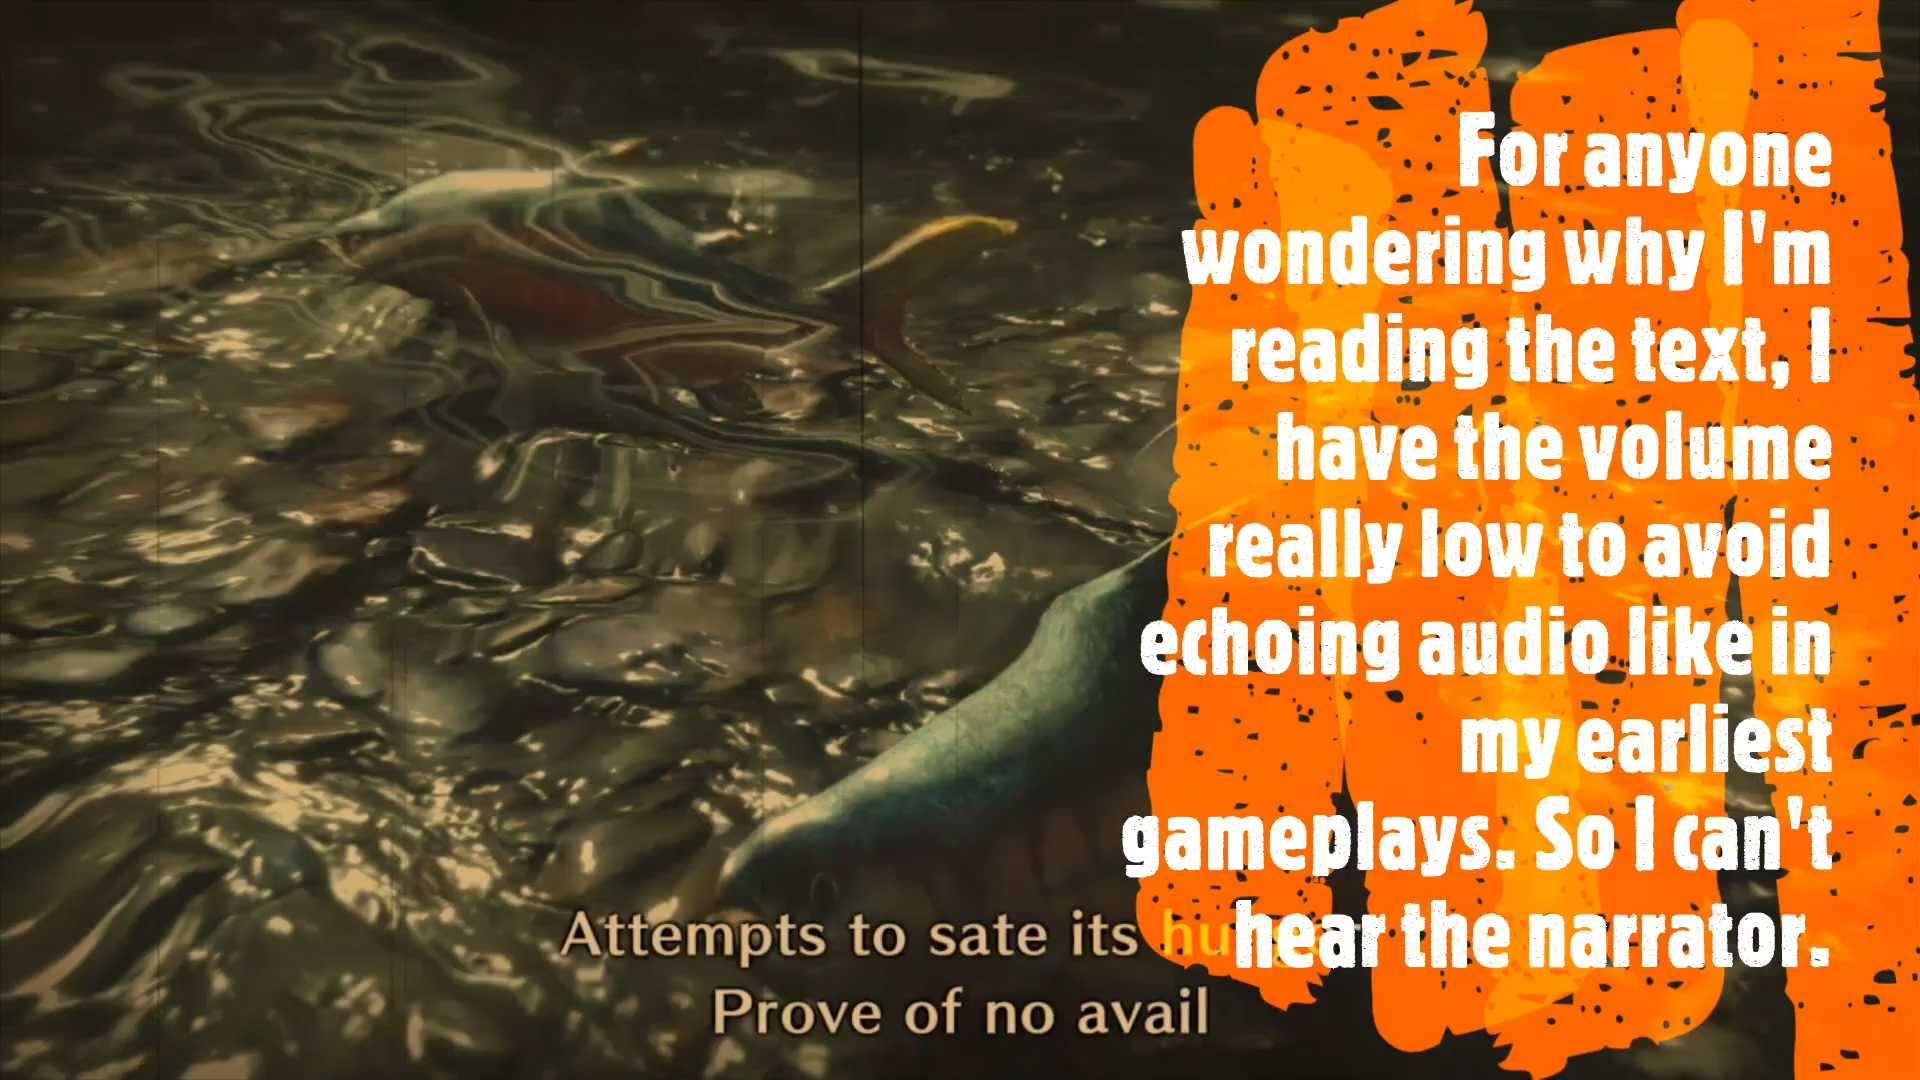 For anyone
wondering why I'm
reading the text, I
have the volume
really low to avoid
echoing audio like in
my earliest
gameplays. So I can't
hear the narrator.
Attempts to sate its
Prove of no avail